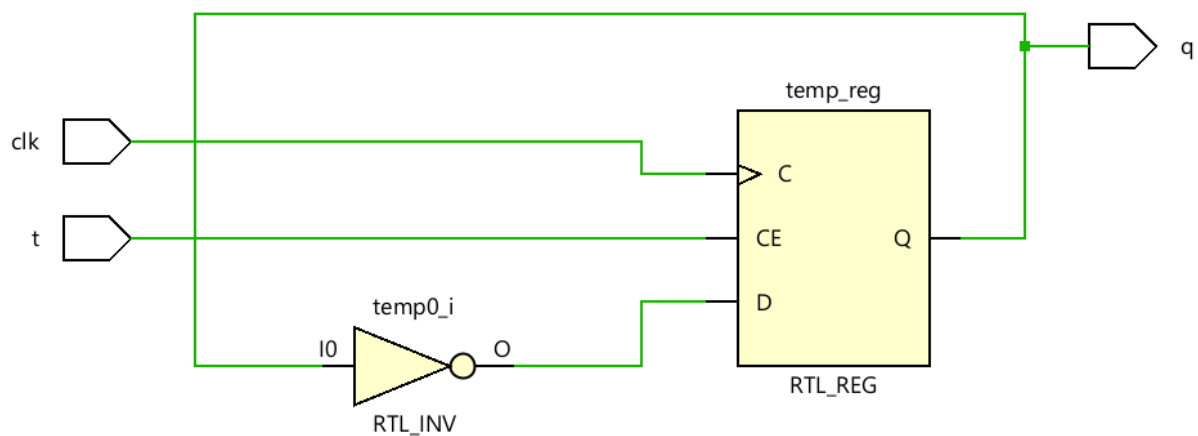 q
temp_reg
clk
C
t
CE
Q
temp0_i
D
I0
O
RTL_REG
RTL_INV